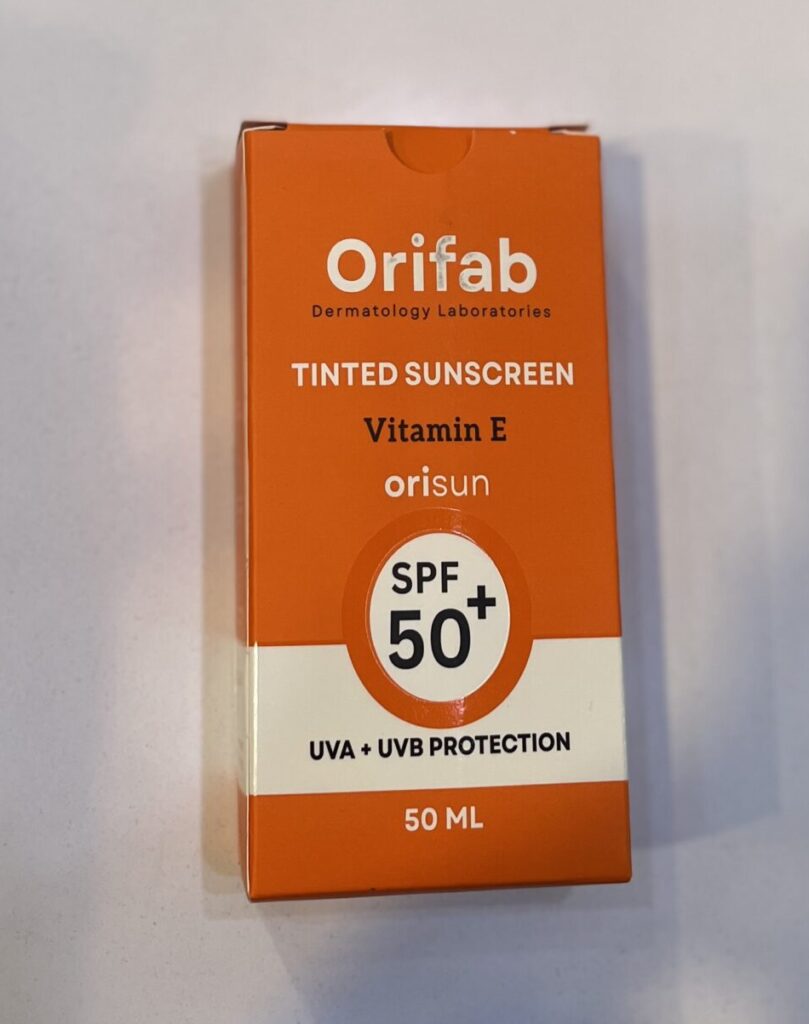 Orifab
Dermatology Laboratories
TINTED SUNSCREEN
Vitamin E
orisun
SPF
50+
UVA + UVB PROTECTION
50 ML